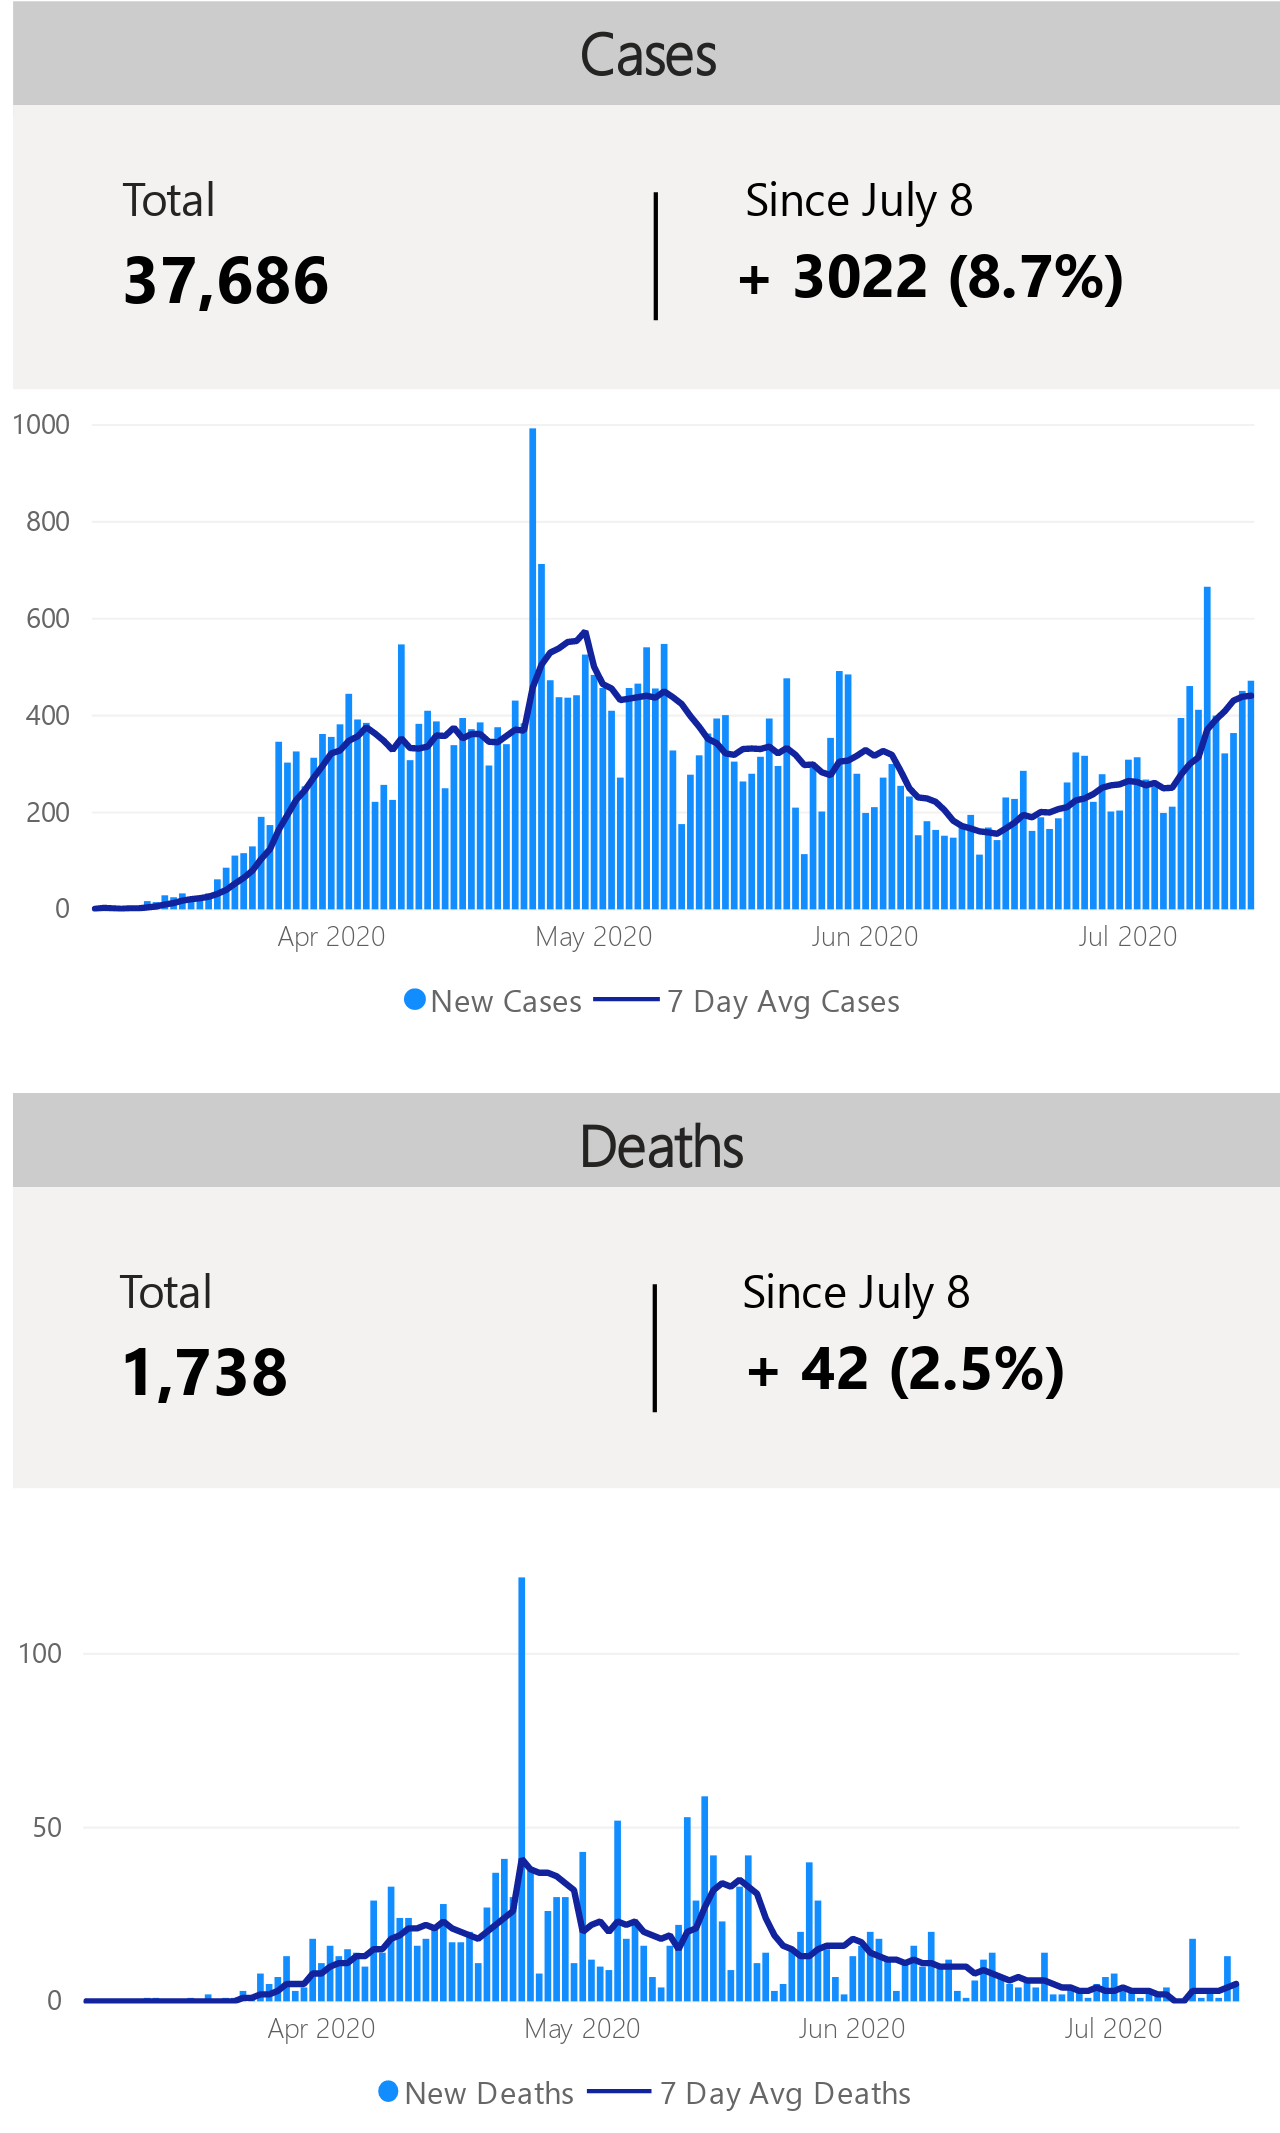 Cases
Total
Since July 8
37,686
+ 3022 (8.7%)
1000
800
600
400
200
0
Apr 2020
May 2020
Jun 2020
Jul 2020
New Cases
7 Day Avg Cases
Deaths
Total
Since July 8
1,738
+ 42 (2.5%)
100
50
0
Apr 2020
May 2020
Jun 2020
Jul 2020
New Deaths
7 Day Avg Deaths